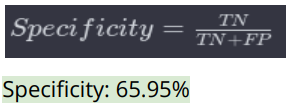 Specificity = TN / TN+FP
Specificity: 65.95%